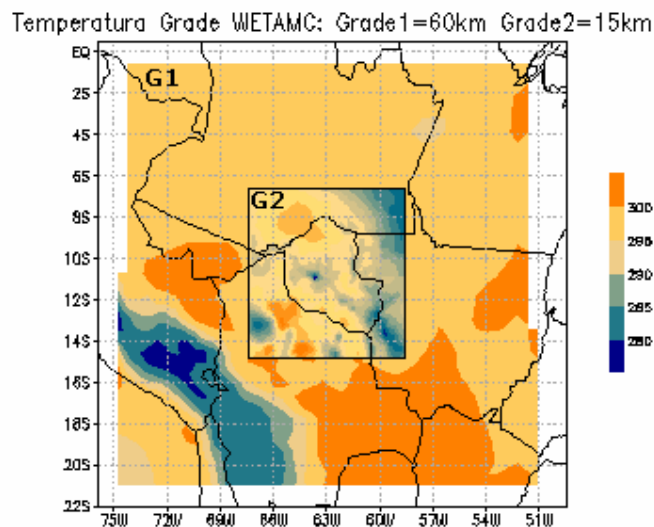 Temperatura Grade WETAMC: Grade1=60km Grade2=15km
EQ
G1
2S
4S
6S
G2
8S
10S
12S
14S
16S
18S
20S
22S
300
295
290
285
280
75W 72W 69W 66W 63W 60W 57W 54W 51W